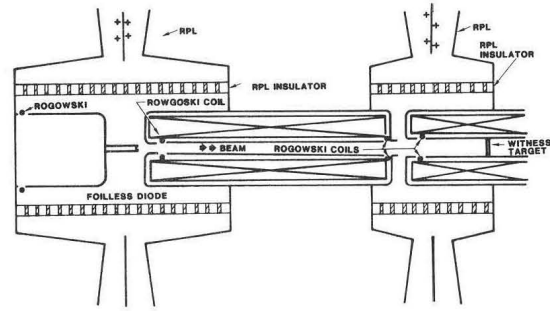 RPL
RPL
RPL
INSULATOR
RPL INSULATOR
ROGOWSKI
ROWGOSKI COIL
BEAM
ROGOWSKI COILS
WITNESS
TARGET
FOILLESS DIODE